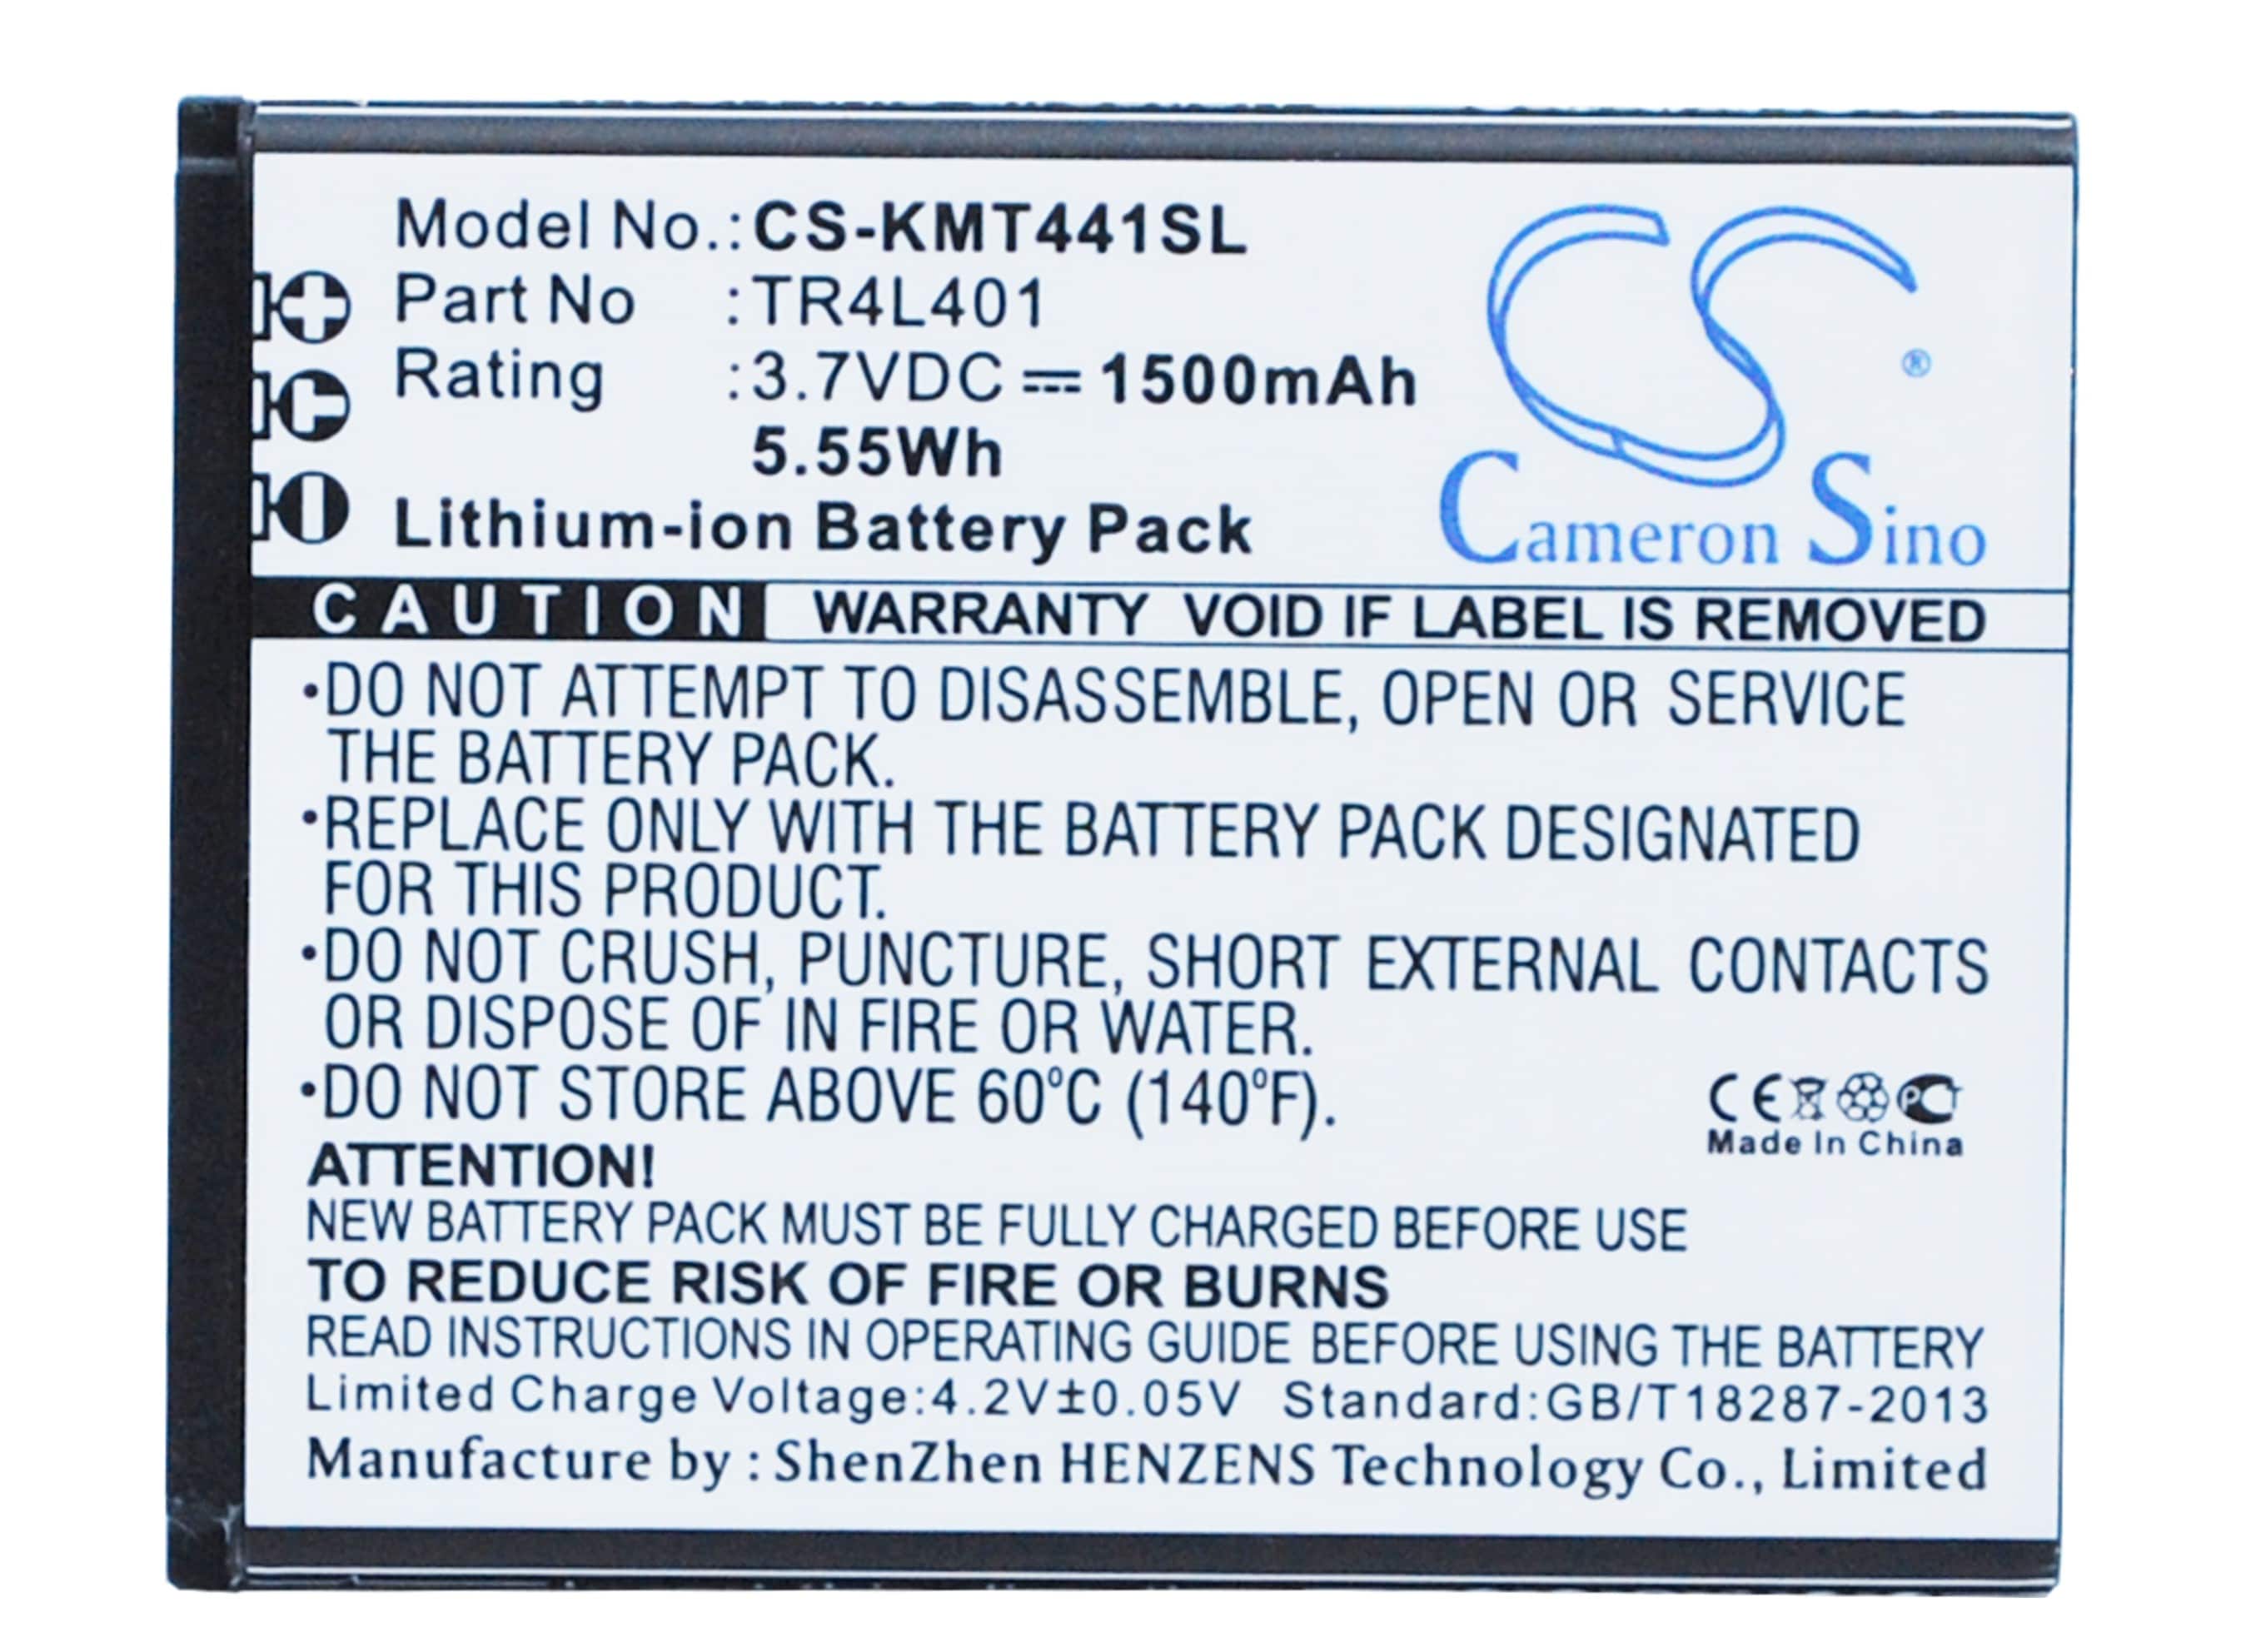 Model No.: CS-KMT441SL
Part No : TR4L401
Rating : 3.7VDC ⎓ 1500mAh
5.55Wh
Lithium-ion Battery Pack
CS ®
Cameron Sino
CAUTION WARRANTY VOID IF LABEL IS REMOVED
•DO NOT ATTEMPT TO DISASSEMBLE, OPEN OR SERVICE
THE BATTERY PACK.
•REPLACE ONLY WITH THE BATTERY PACK DESIGNATED
FOR THIS PRODUCT.
•DO NOT CRUSH, PUNCTURE, SHORT EXTERNAL CONTACTS
OR DISPOSE OF IN FIRE OR WATER.
•DO NOT STORE ABOVE 60°C (140°F).
CE PCT
Made In China
ATTENTION!
NEW BATTERY PACK MUST BE FULLY CHARGED BEFORE USE
TO REDUCE RISK OF FIRE OR BURNS
READ INSTRUCTIONS IN OPERATING GUIDE BEFORE USING THE BATTERY
Limited Charge Voltage:4.2V±0.05V Standard:GB/T18287-2013
Manufacture by : ShenZhen HENZENS Technology Co., Limited